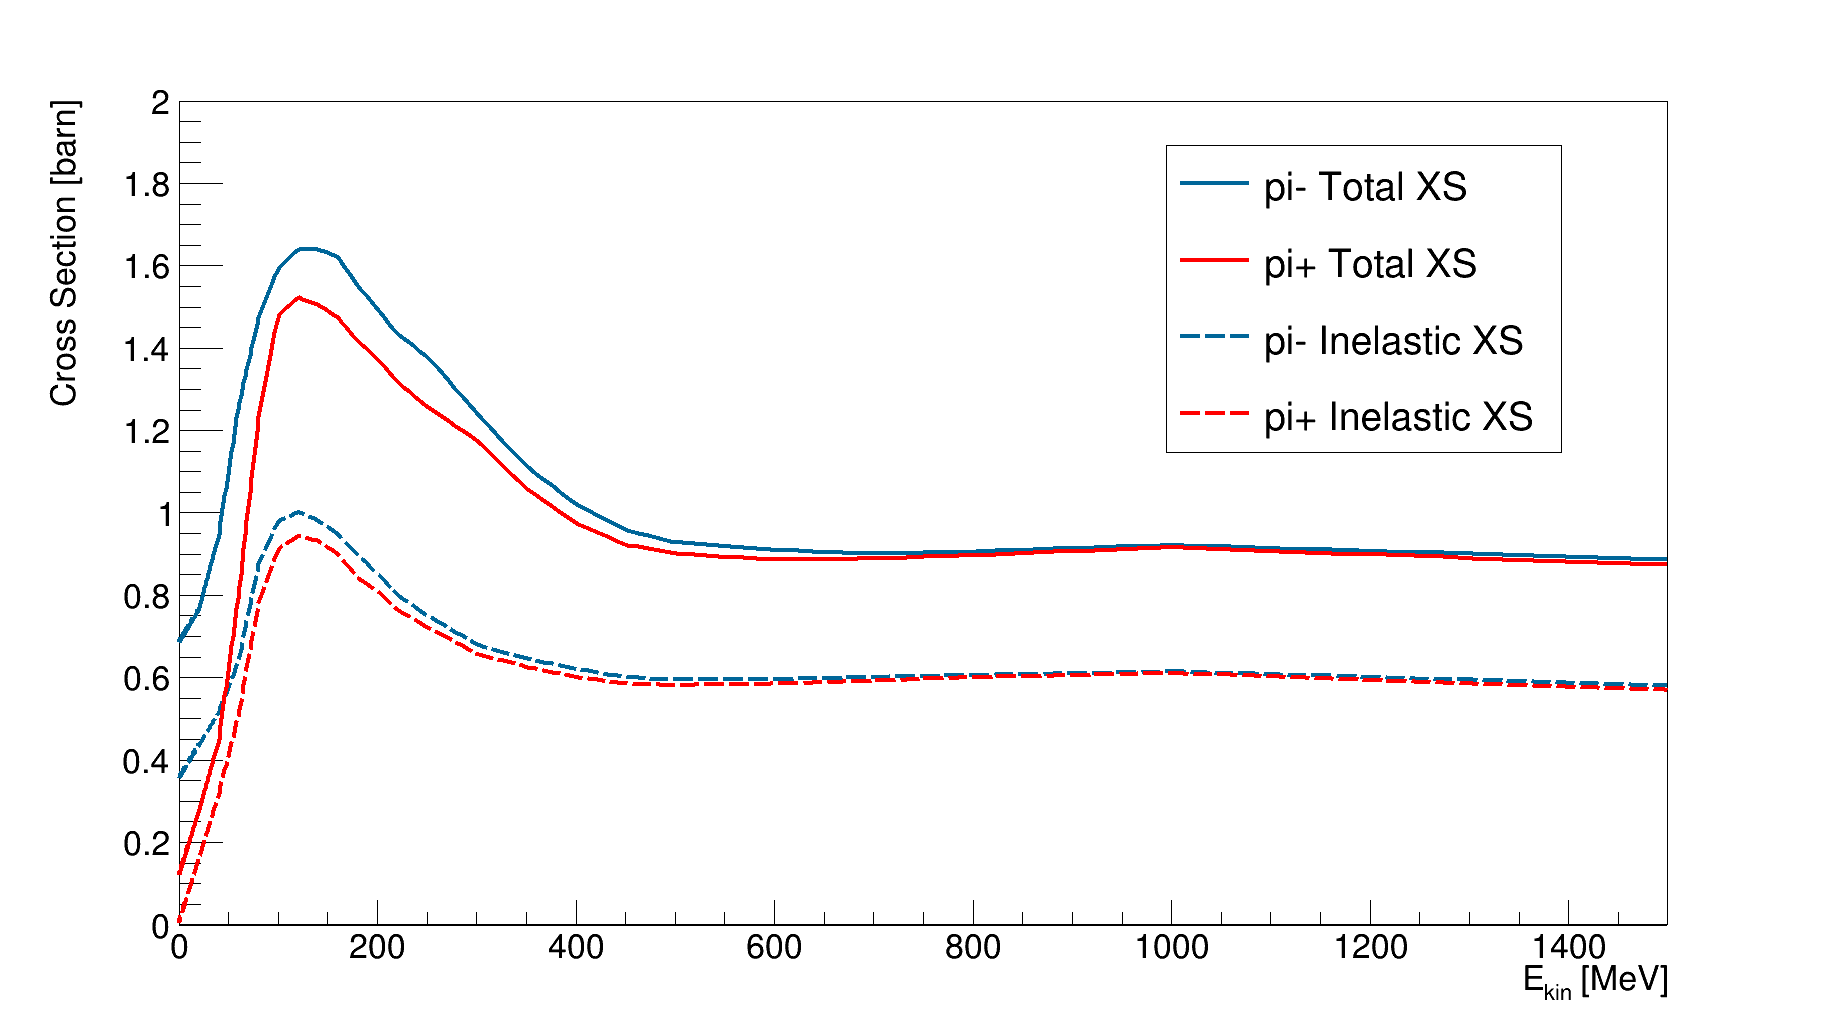 Cross Section [barn]
2
1.8
1.6
1.4
1.2
1
0.8
0.6
0.4
0.2
0
pi- Total XS
pi+ Total XS
pi- Inelastic XS
pi+ Inelastic XS
0 200 400 600 800 1000 1200 1400
Ekin [MeV]